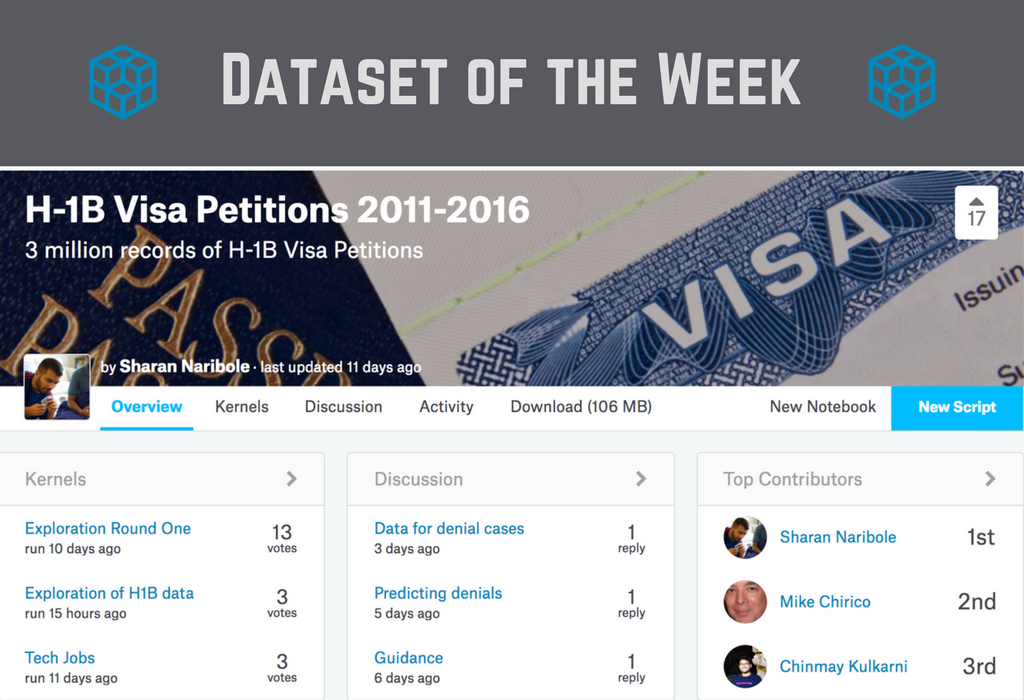 Dataset of the Week
H-1B Visa Petitions 2011-2016
3 million records of H-1B Visa Petitions
17
PASS
VISA
Issuin
Su
by Sharan Naribole · last updated 11 days ago
Overview
Kernels
Discussion
Activity
Download (106 MB)
New Notebook
New Script
Kernels
Exploration Round One
run 10 days ago
13
votes
Exploration of H1B data
run 15 hours ago
3
votes
Tech Jobs
run 11 days ago
3
votes
Discussion
Data for denial cases
3 days ago
1
reply
Predicting denials
5 days ago
1
reply
Guidance
6 days ago
1
reply
Top Contributors
Sharan Naribole
1st
Mike Chirico
2nd
Chinmay Kulkarni
3rd